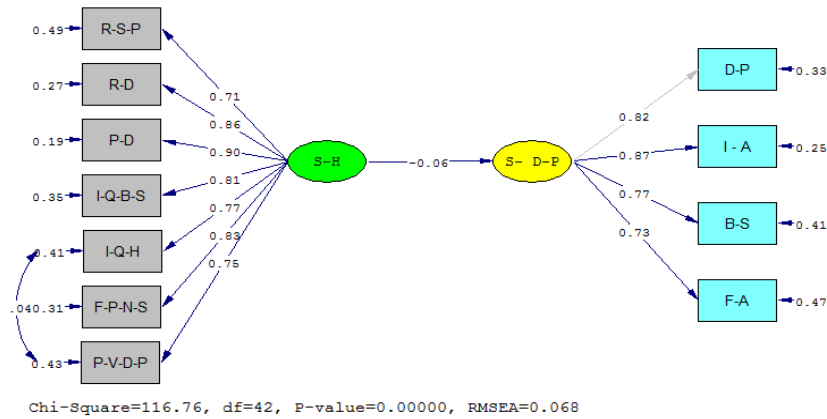 0.49 R-S-P
0.71
0.27 R-D
0.86
0.19 P-D
0.90
0.35 I-Q-B-S
0.81
0.41 I-Q-H
0.77
.04 0.31 F-P-N-S
0.83
0.43 P-V-D-P
0.75
S-H
-0.06
S- D-P
0.82
D-P 0.33
0.87
I - A 0.25
0.77
B-S 0.41
0.73
F-A 0.47
Chi-Square=116.76, df=42, P-value=0.00000, RMSEA=0.068